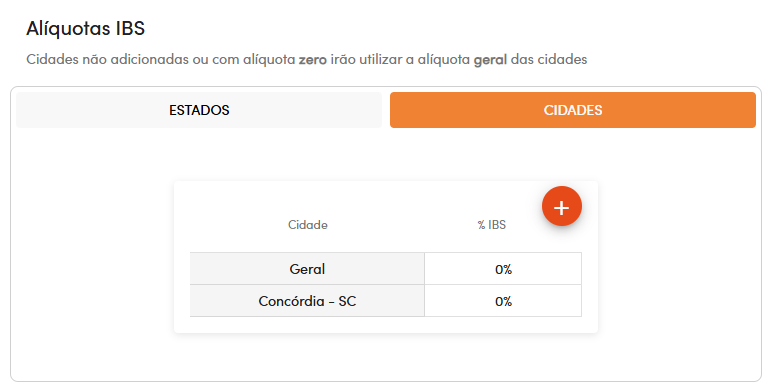 Alíquotas IBS
Cidades não adicionadas ou com alíquota zero irão utilizar a alíquota geral das cidades
ESTADOS CIDADES
+
Cidade % IBS
Geral 0%
Concórdia - SC 0%